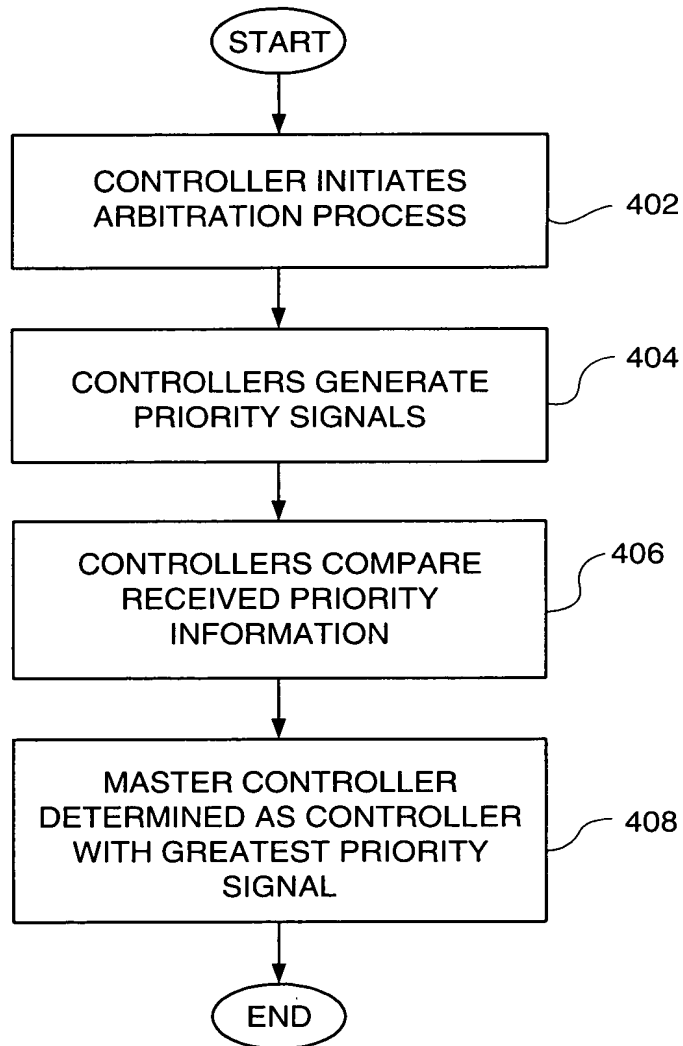 START
CONTROLLER INITIATES
ARBITRATION PROCESS
402
CONTROLLERS GENERATE
PRIORITY SIGNALS
404
CONTROLLERS COMPARE
RECEIVED PRIORITY
INFORMATION
406
MASTER CONTROLLER
DETERMINED AS CONTROLLER
WITH GREATEST PRIORITY
SIGNAL
408
END